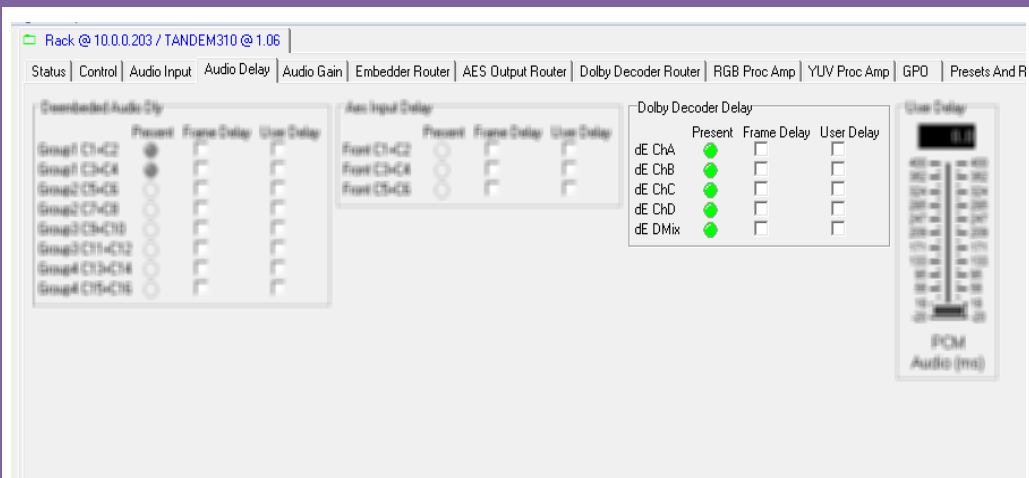 Rack @ 10.0.0.203 / TANDEM310 @ 1.06
Status Control Audio Input Audio Delay Audio Gain Embedder Router AES Output Router Dolby Decoder Router RGB Proc Amp YUV Proc Amp GPO Presets And R
Deembeded Audio Dly
Present Frame Delay User Delay
Group1 C1+C2
Group1 C3+C4
Group2 C5+C6
Group2 C7+C8
Group3 C9+C10
Group3 C11+C12
Group4 C13+C14
Group4 C15+C16
Aes Input Delay
Present Frame Delay User Delay
Front C1+C2
Front C3+C4
Front C5+C6
Dolby Decoder Delay
Present Frame Delay User Delay
dE ChA
dE ChB
dE ChC
dE ChD
dE DMix
User Delay
0.0
PCM
Audio (ms)